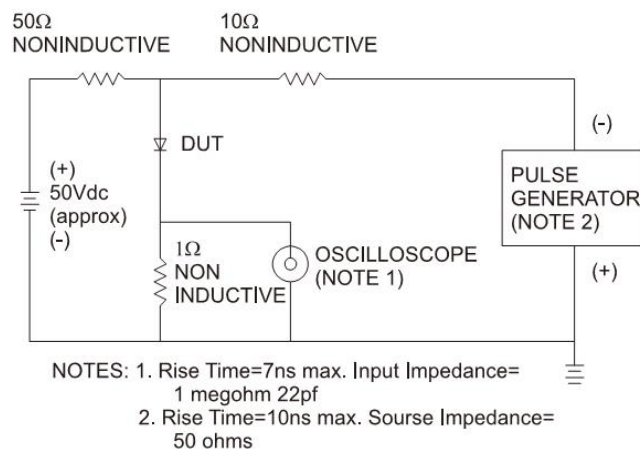 50Ω
NONINDUCTIVE
10Ω
NONINDUCTIVE
DUT
(+)
50Vdc
(approx)
(-)
(-)
PULSE
GENERATOR
(NOTE 2)
(+)
1Ω
NON
INDUCTIVE
OSCILLOSCOPE
(NOTE 1)
NOTES: 1. Rise Time=7ns max. Input Impedance=
1 megohm 22pf
2. Rise Time=10ns max. Sourse Impedance=
50 ohms